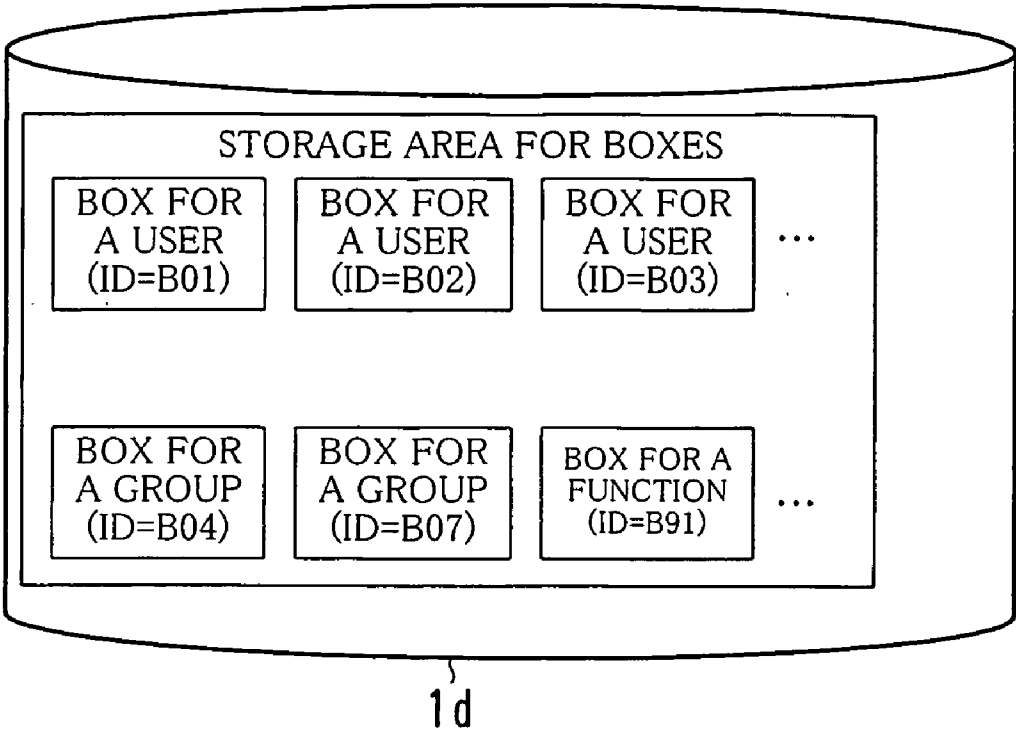 STORAGE AREA FOR BOXES
BOX FOR
A USER
(ID=B01)
BOX FOR
A USER
(ID=B02)
BOX FOR
A USER
(ID=B03)
...
BOX FOR
A GROUP
(ID=B04)
BOX FOR
A GROUP
(ID=B07)
BOX FOR A
FUNCTION
(ID=B91)
...
1d